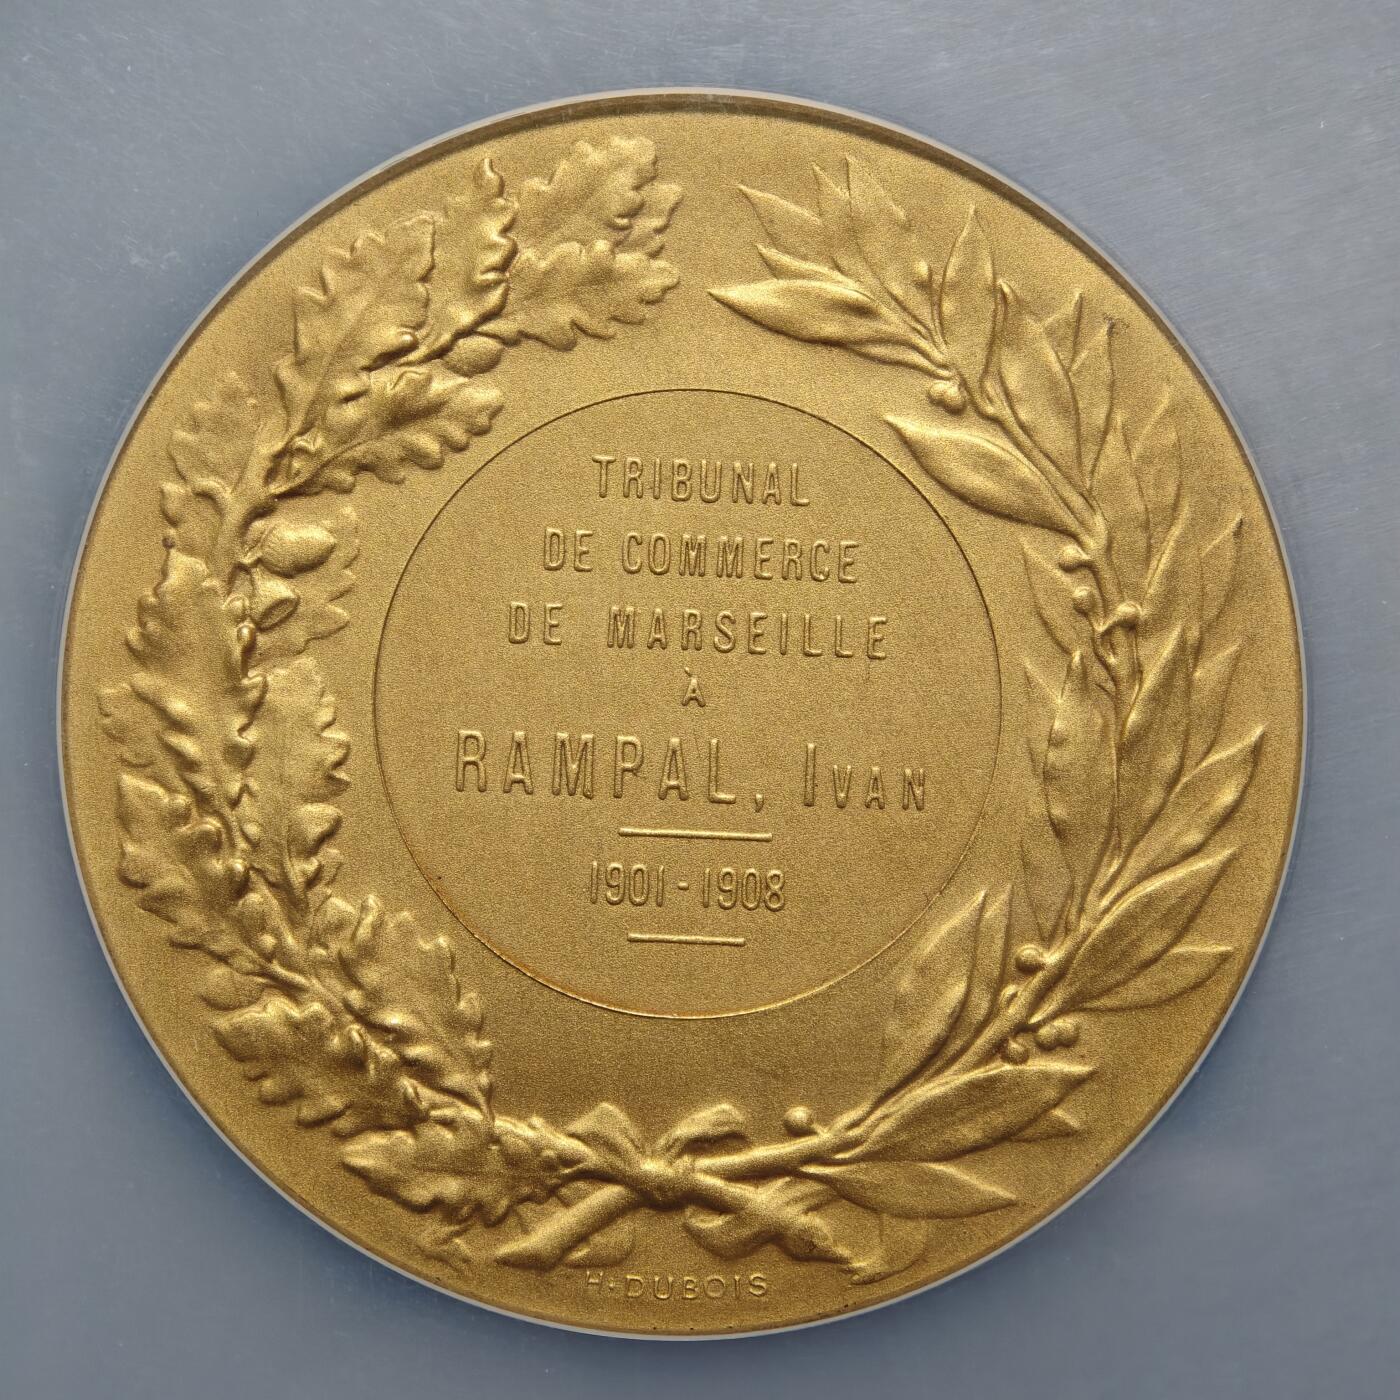 TRIBUNAL
DE COMMERCE
DE MARSEILLE
À
RAMPAL, IVAN
1901-1908
H·DUBOIS